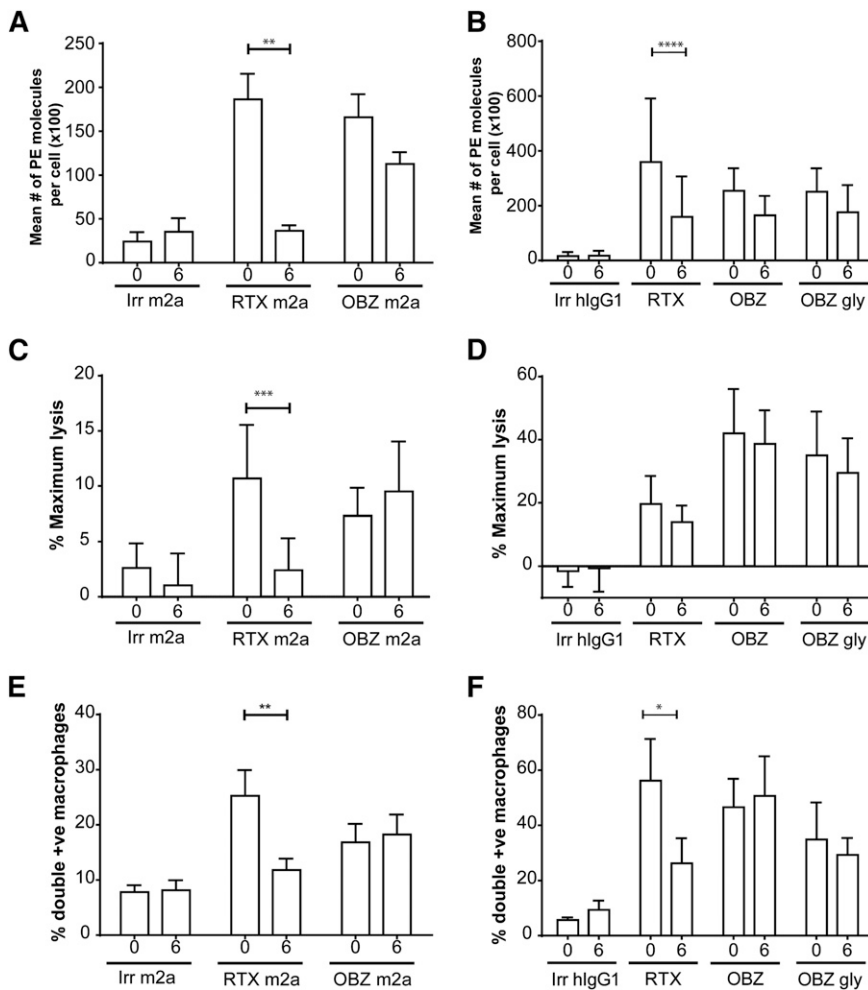 A
Mean # of PE molecules
per cell (x100)
250
200
150
100
50
0
**
0 6 0 6 0 6
Irr m2a RTX m2a OBZ m2a
B
Mean # of PE molecules
per cell (x100)
800
600
400
200
0
****
0 6 0 6 0 6 0 6
Irr hIgG1 RTX OBZ OBZ gly
C
% Maximum lysis
20
15
10
5
0
***
0 6 0 6 0 6
Irr m2a RTX m2a OBZ m2a
D
% Maximum lysis
60
40
20
0
0 6 0 6 0 6 0 6
Irr hIgG1 RTX OBZ OBZ gly
E
% double +ve macrophages
40
30
20
10
0
**
0 6 0 6 0 6
Irr m2a RTX m2a OBZ m2a
F
% double +ve macrophages
80
60
40
20
0
*
0 6 0 6 0 6 0 6
Irr hIgG1 RTX OBZ OBZ gly